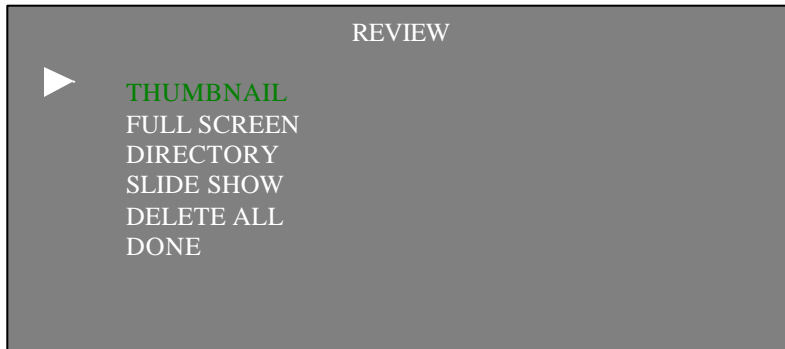 REVIEW
THUMBNAIL
FULL SCREEN
DIRECTORY
SLIDE SHOW
DELETE ALL
DONE